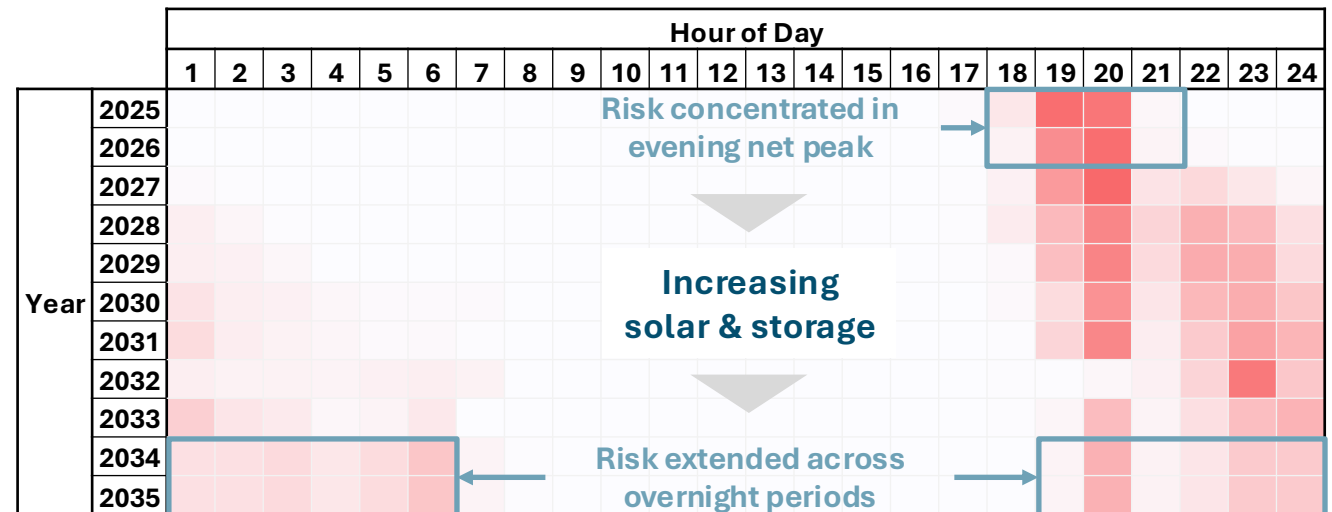 Hour of Day
1 2 3 4 5 6 7 8 9 10 11 12 13 14 15 16 17 18 19 20 21 22 23 24
2025
Risk concentrated in
2026
evening net peak
2027
2028
2029
Increasing
Year 2030
solar & storage
2031
2032
2033
2034
Risk extended across
2035
overnight periods